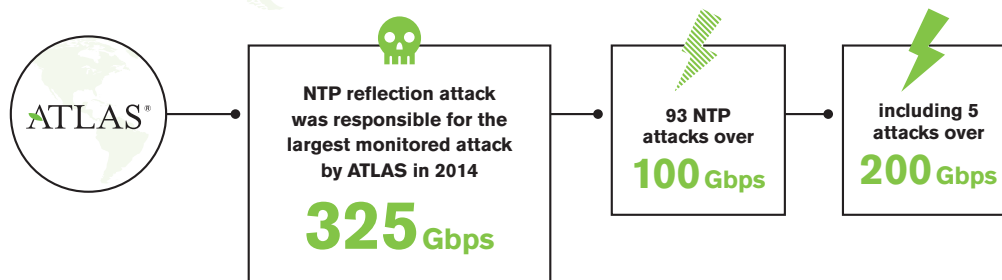 ATLAS®
NTP reflection attack
was responsible for the
largest monitored attack
by ATLAS in 2014
325 Gbps
93 NTP
attacks over
100 Gbps
including 5
attacks over
200 Gbps